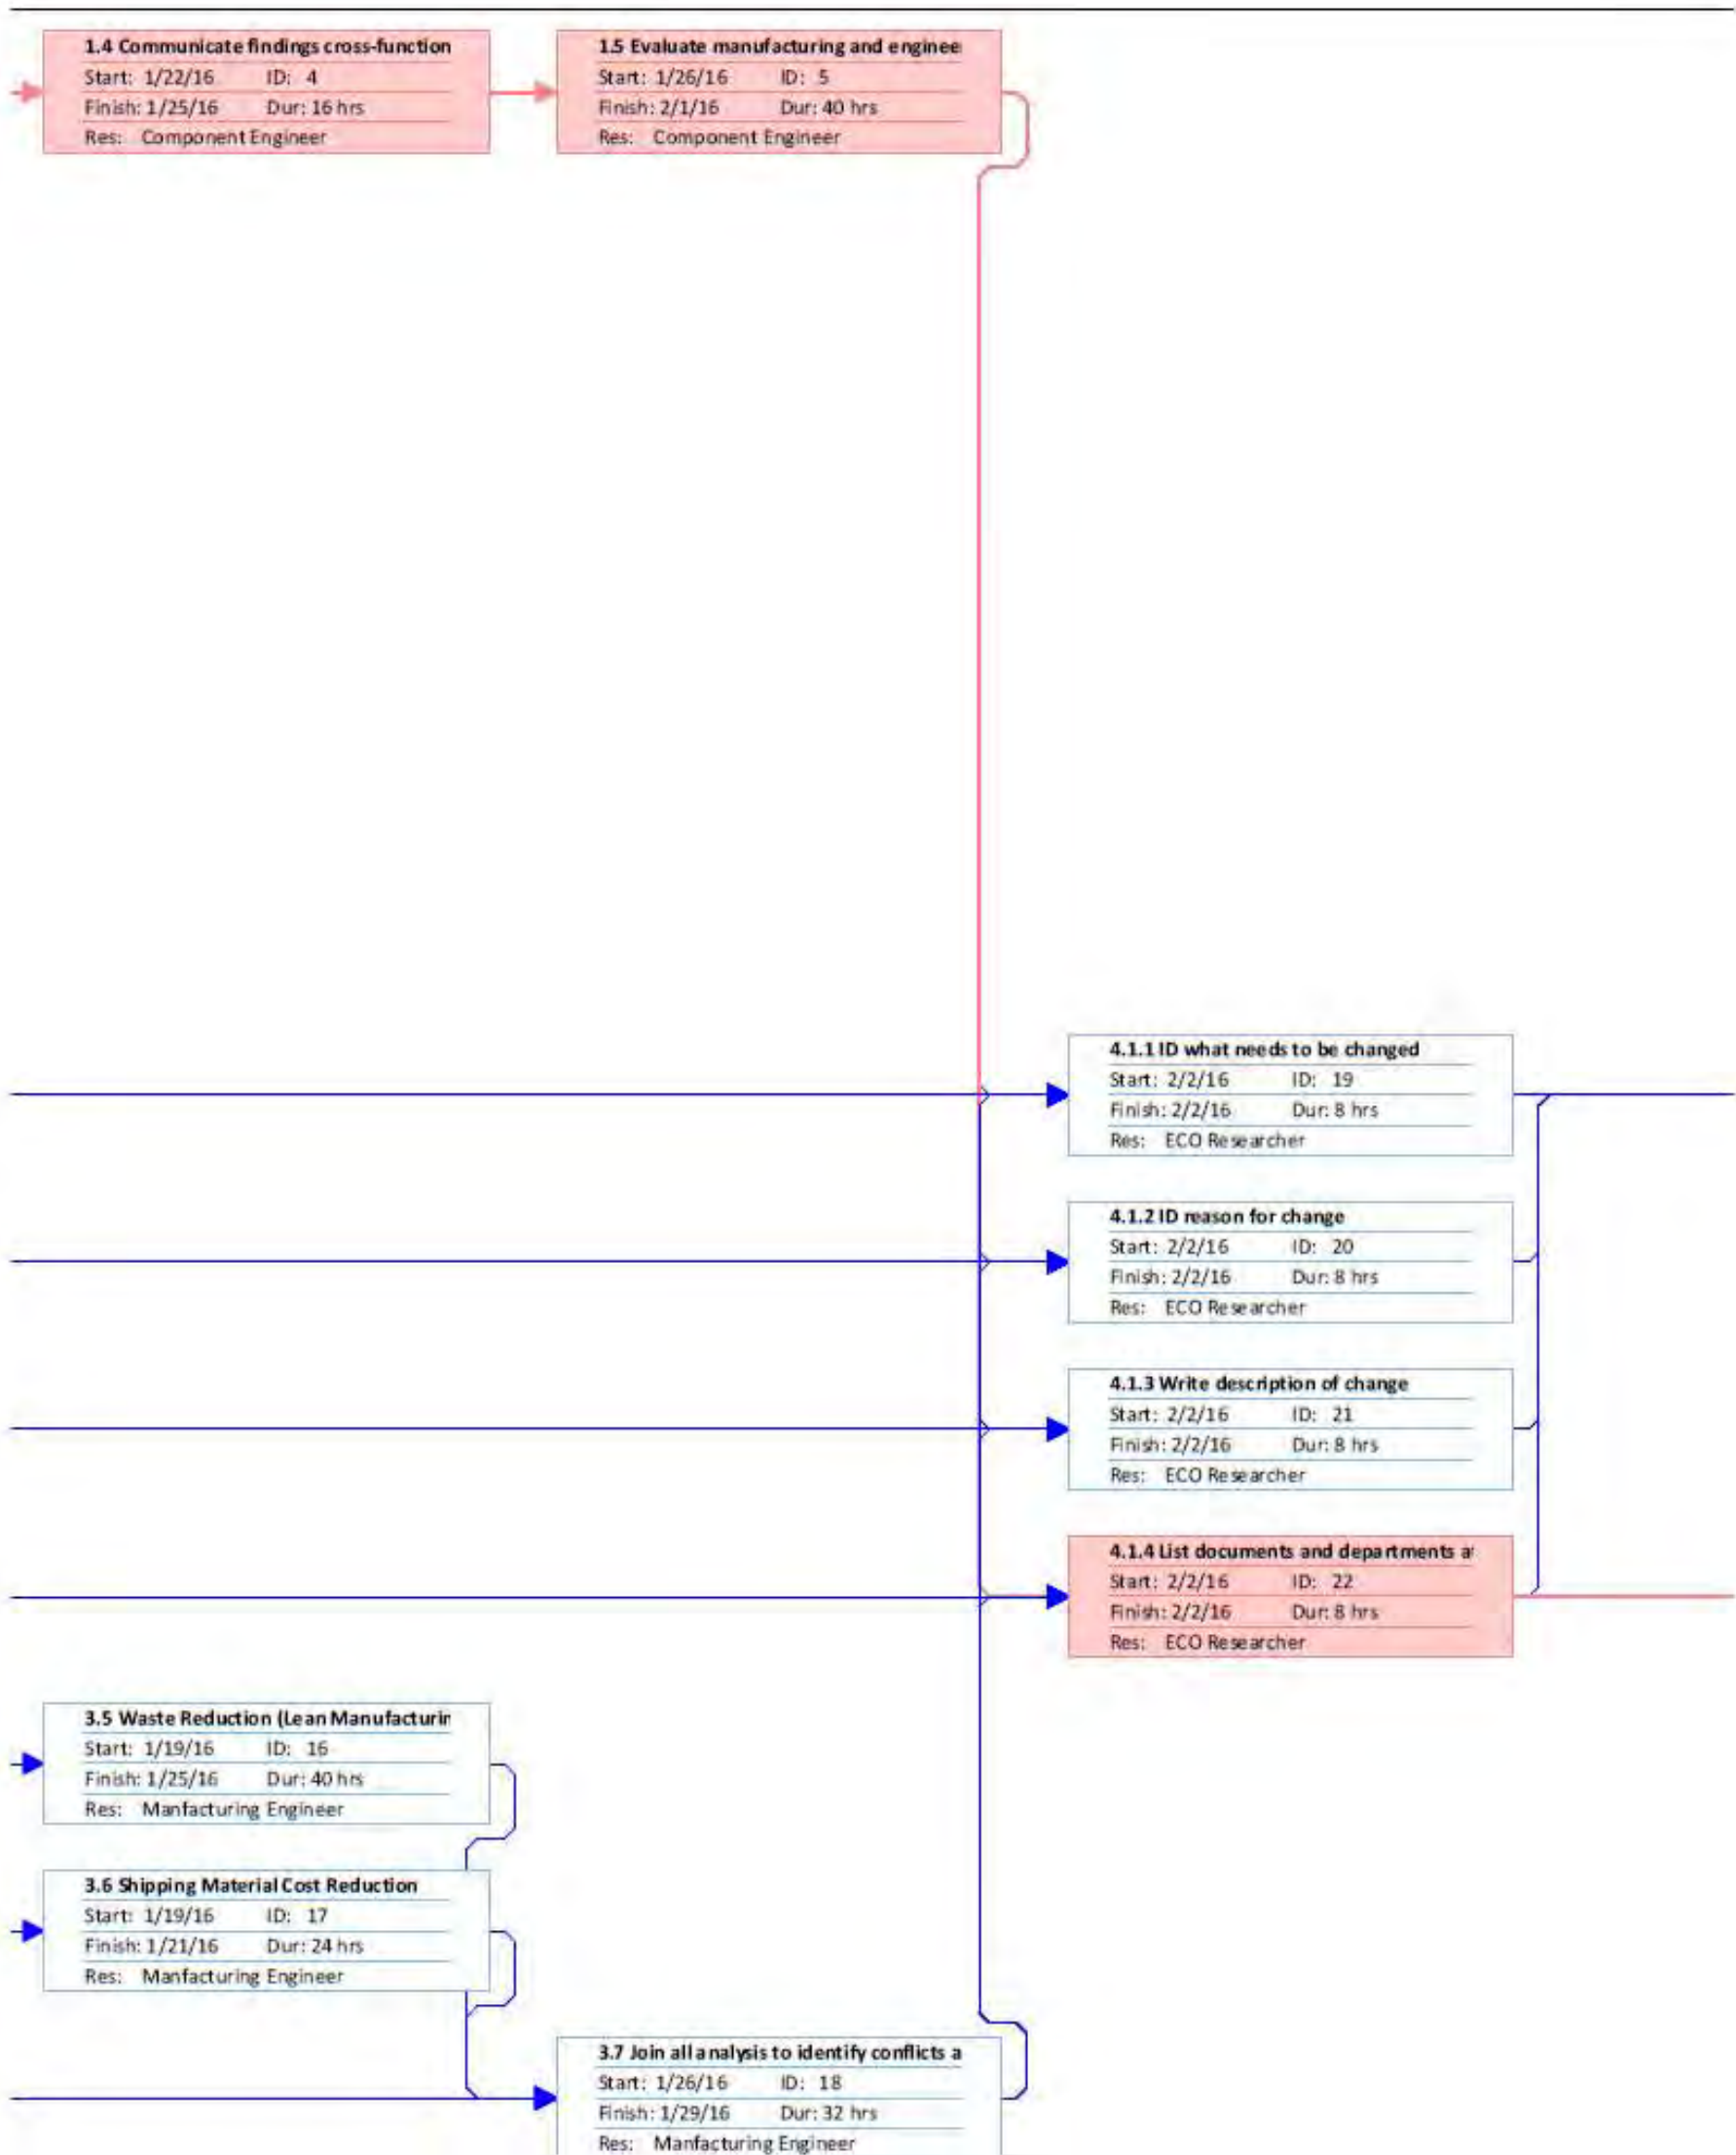 1.4 Communicate findings cross-function
Start: 1/22/16 ID: 4
Finish: 1/25/16 Dur: 16 hrs
Res: Component Engineer
1.5 Evaluate manufacturing and enginee
Start: 1/26/16 ID: 5
Finish: 2/1/16 Dur: 40 hrs
Res: Component Engineer
4.1.1 ID what needs to be changed
Start: 2/2/16 ID: 19
Finish: 2/2/16 Dur: 8 hrs
Res: ECO Researcher
4.1.2 ID reason for change
Start: 2/2/16 ID: 20
Finish: 2/2/16 Dur: 8 hrs
Res: ECO Researcher
4.1.3 Write description of change
Start: 2/2/16 ID: 21
Finish: 2/2/16 Dur: 8 hrs
Res: ECO Researcher
4.1.4 List documents and departments a
Start: 2/2/16 ID: 22
Finish: 2/2/16 Dur: 8 hrs
Res: ECO Researcher
3.5 Waste Reduction (Lean Manufacturin
Start: 1/19/16 ID: 16
Finish: 1/25/16 Dur: 40 hrs
Res: Manfacturing Engineer
3.6 Shipping Material Cost Reduction
Start: 1/19/16 ID: 17
Finish: 1/21/16 Dur: 24 hrs
Res: Manfacturing Engineer
3.7 Join all analysis to identify conflicts a
Start: 1/26/16 ID: 18
Finish: 1/29/16 Dur: 32 hrs
Res: Manfacturing Engineer